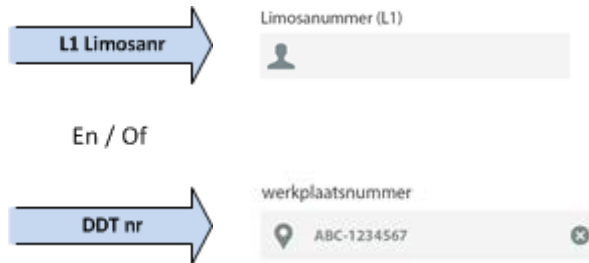 Limosanummer (L1)
L1 Limosanr
En / Of
werkplaatsnummer
DDT nr
ABC-1234567